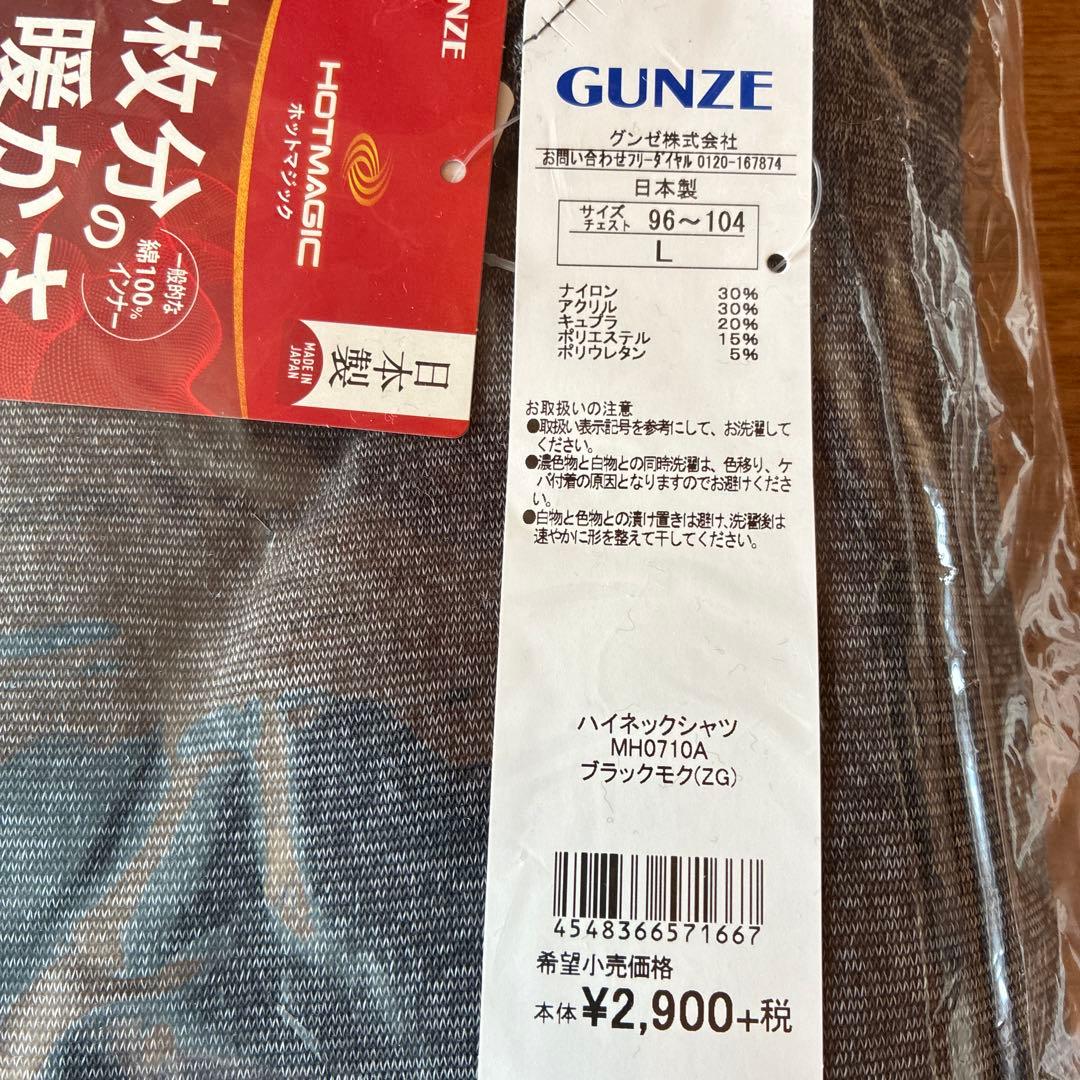 枚分の
暖かさ
一般的な
綿100%
インナー
GUNZE
HOTMAGIC
ホットマジック
日本製
MADE IN
JAPAN
GUNZE
グンゼ株式会社
お問い合わせフリーダイヤル 0120-167874
日本製
サイズ
チェスト 96～104
L
ナイロン 30%
アクリル 30%
キュプラ 20%
ポリエステル 15%
ポリウレタン 5%
お取扱いの注意
●取扱い表示記号を参考にして、お洗濯して
ください。
●濃色物と白物との同時洗濯は、色移り、ケ
バ付着の原因となりますのでお避けくださ
い。
●白物と色物との漬け置きは避け、洗濯後は
速やかに形を整えて干してください。
ハイネックシャツ
MH0710A
ブラックモク(ZG)
4548366571667
希望小売価格
本体 ¥2,900+税